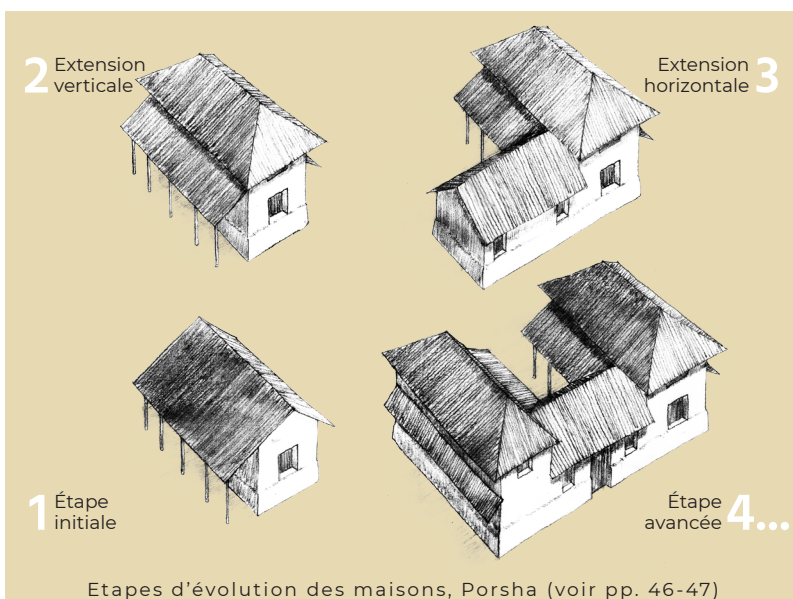 2 Extension
verticale
Extension
horizontale 3
1 Étape
initiale
Étape
avancée 4...
Etapes d'évolution des maisons, Porsha (voir pp. 46-47)